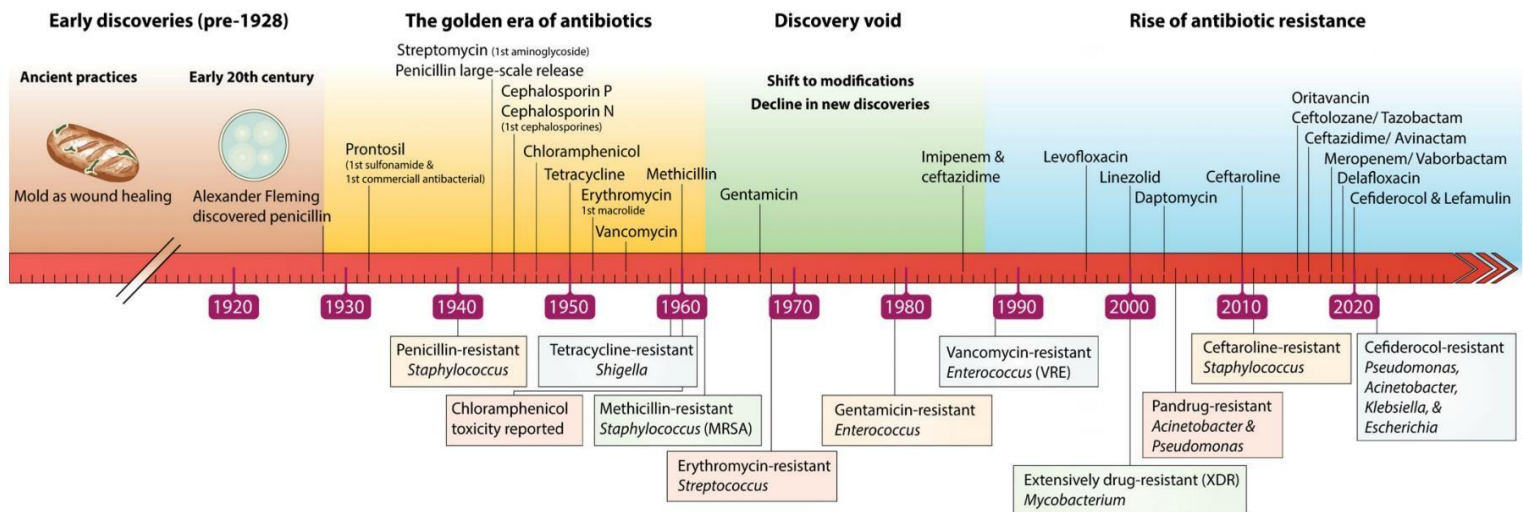 Early discoveries (pre-1928)
The golden era of antibiotics
Discovery void
Rise of antibiotic resistance
Ancient practices
Mold as wound healing
Early 20th century
Alexander Fleming
discovered penicillin
Prontosil
(1st sulfonamide &
1st commerciall antibacterial)
Streptomycin (1st aminoglycoside)
Penicillin large-scale release
Cephalosporin P
Cephalosporin N
(1st cephalosporines)
Chloramphenicol
Tetracycline
Erythromycin
1st macrolide
Vancomycin
Methicillin
Shift to modifications
Decline in new discoveries
Gentamicin
Imipenem &
ceftazidime
Levofloxacin
Linezolid
Daptomycin
Ceftaroline
Oritavancin
Ceftolozane/ Tazobactam
Ceftazidime/ Avinactam
Meropenem/ Vaborbactam
Delafloxacin
Cefiderocol & Lefamulin
1920
1930
1940
1950
1960
1970
1980
1990
2000
2010
2020
Penicillin-resistant
Staphylococcus
Tetracycline-resistant
Shigella
Chloramphenicol
toxicity reported
Methicillin-resistant
Staphylococcus (MRSA)
Erythromycin-resistant
Streptococcus
Gentamicin-resistant
Enterococcus
Vancomycin-resistant
Enterococcus (VRE)
Extensively drug-resistant (XDR)
Mycobacterium
Pandrug-resistant
Acinetobacter &
Pseudomonas
Ceftaroline-resistant
Staphylococcus
Cefiderocol-resistant
Pseudomonas,
Acinetobacter,
Klebsiella, &
Escherichia